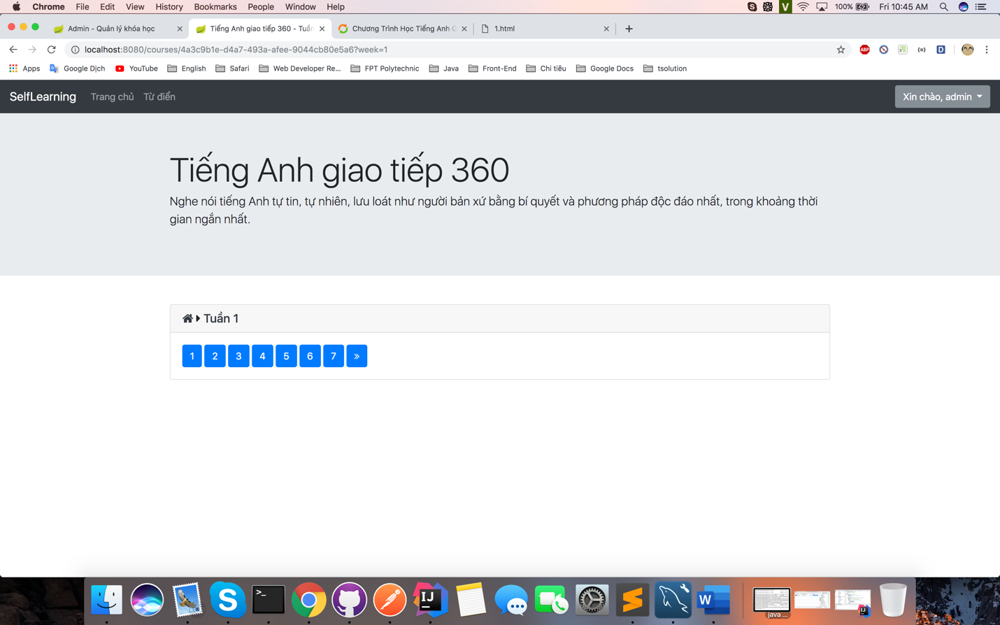 Chrome File Edit View History Bookmarks People Window Help 100% Fri 10:45 AM
Admin - Quản lý khóa học
Tiếng Anh giao tiếp 360 - Tuần
Chương Trình Học Tiếng Anh G
1.html
localhost:8080/courses/4a3c9b1e-d4a7-493a-afee-9044cb80e5a6?week=1
ABP
D
Apps Google Dịch YouTube English Safari Web Developer Re... FPT Polytechnic Java Front-End Chi tiêu Google Docs tsolution
SelfLearning Trang chủ Từ điển Xin chào, admin
Tiếng Anh giao tiếp 360
Nghe nói tiếng Anh tự tin, tự nhiên, lưu loát như người bản xứ bằng bí quyết và phương pháp độc đáo nhất, trong khoảng thời
gian ngắn nhất.
Tuần 1
1 2 3 4 5 6 7 »
>_
IJ
W
java ...